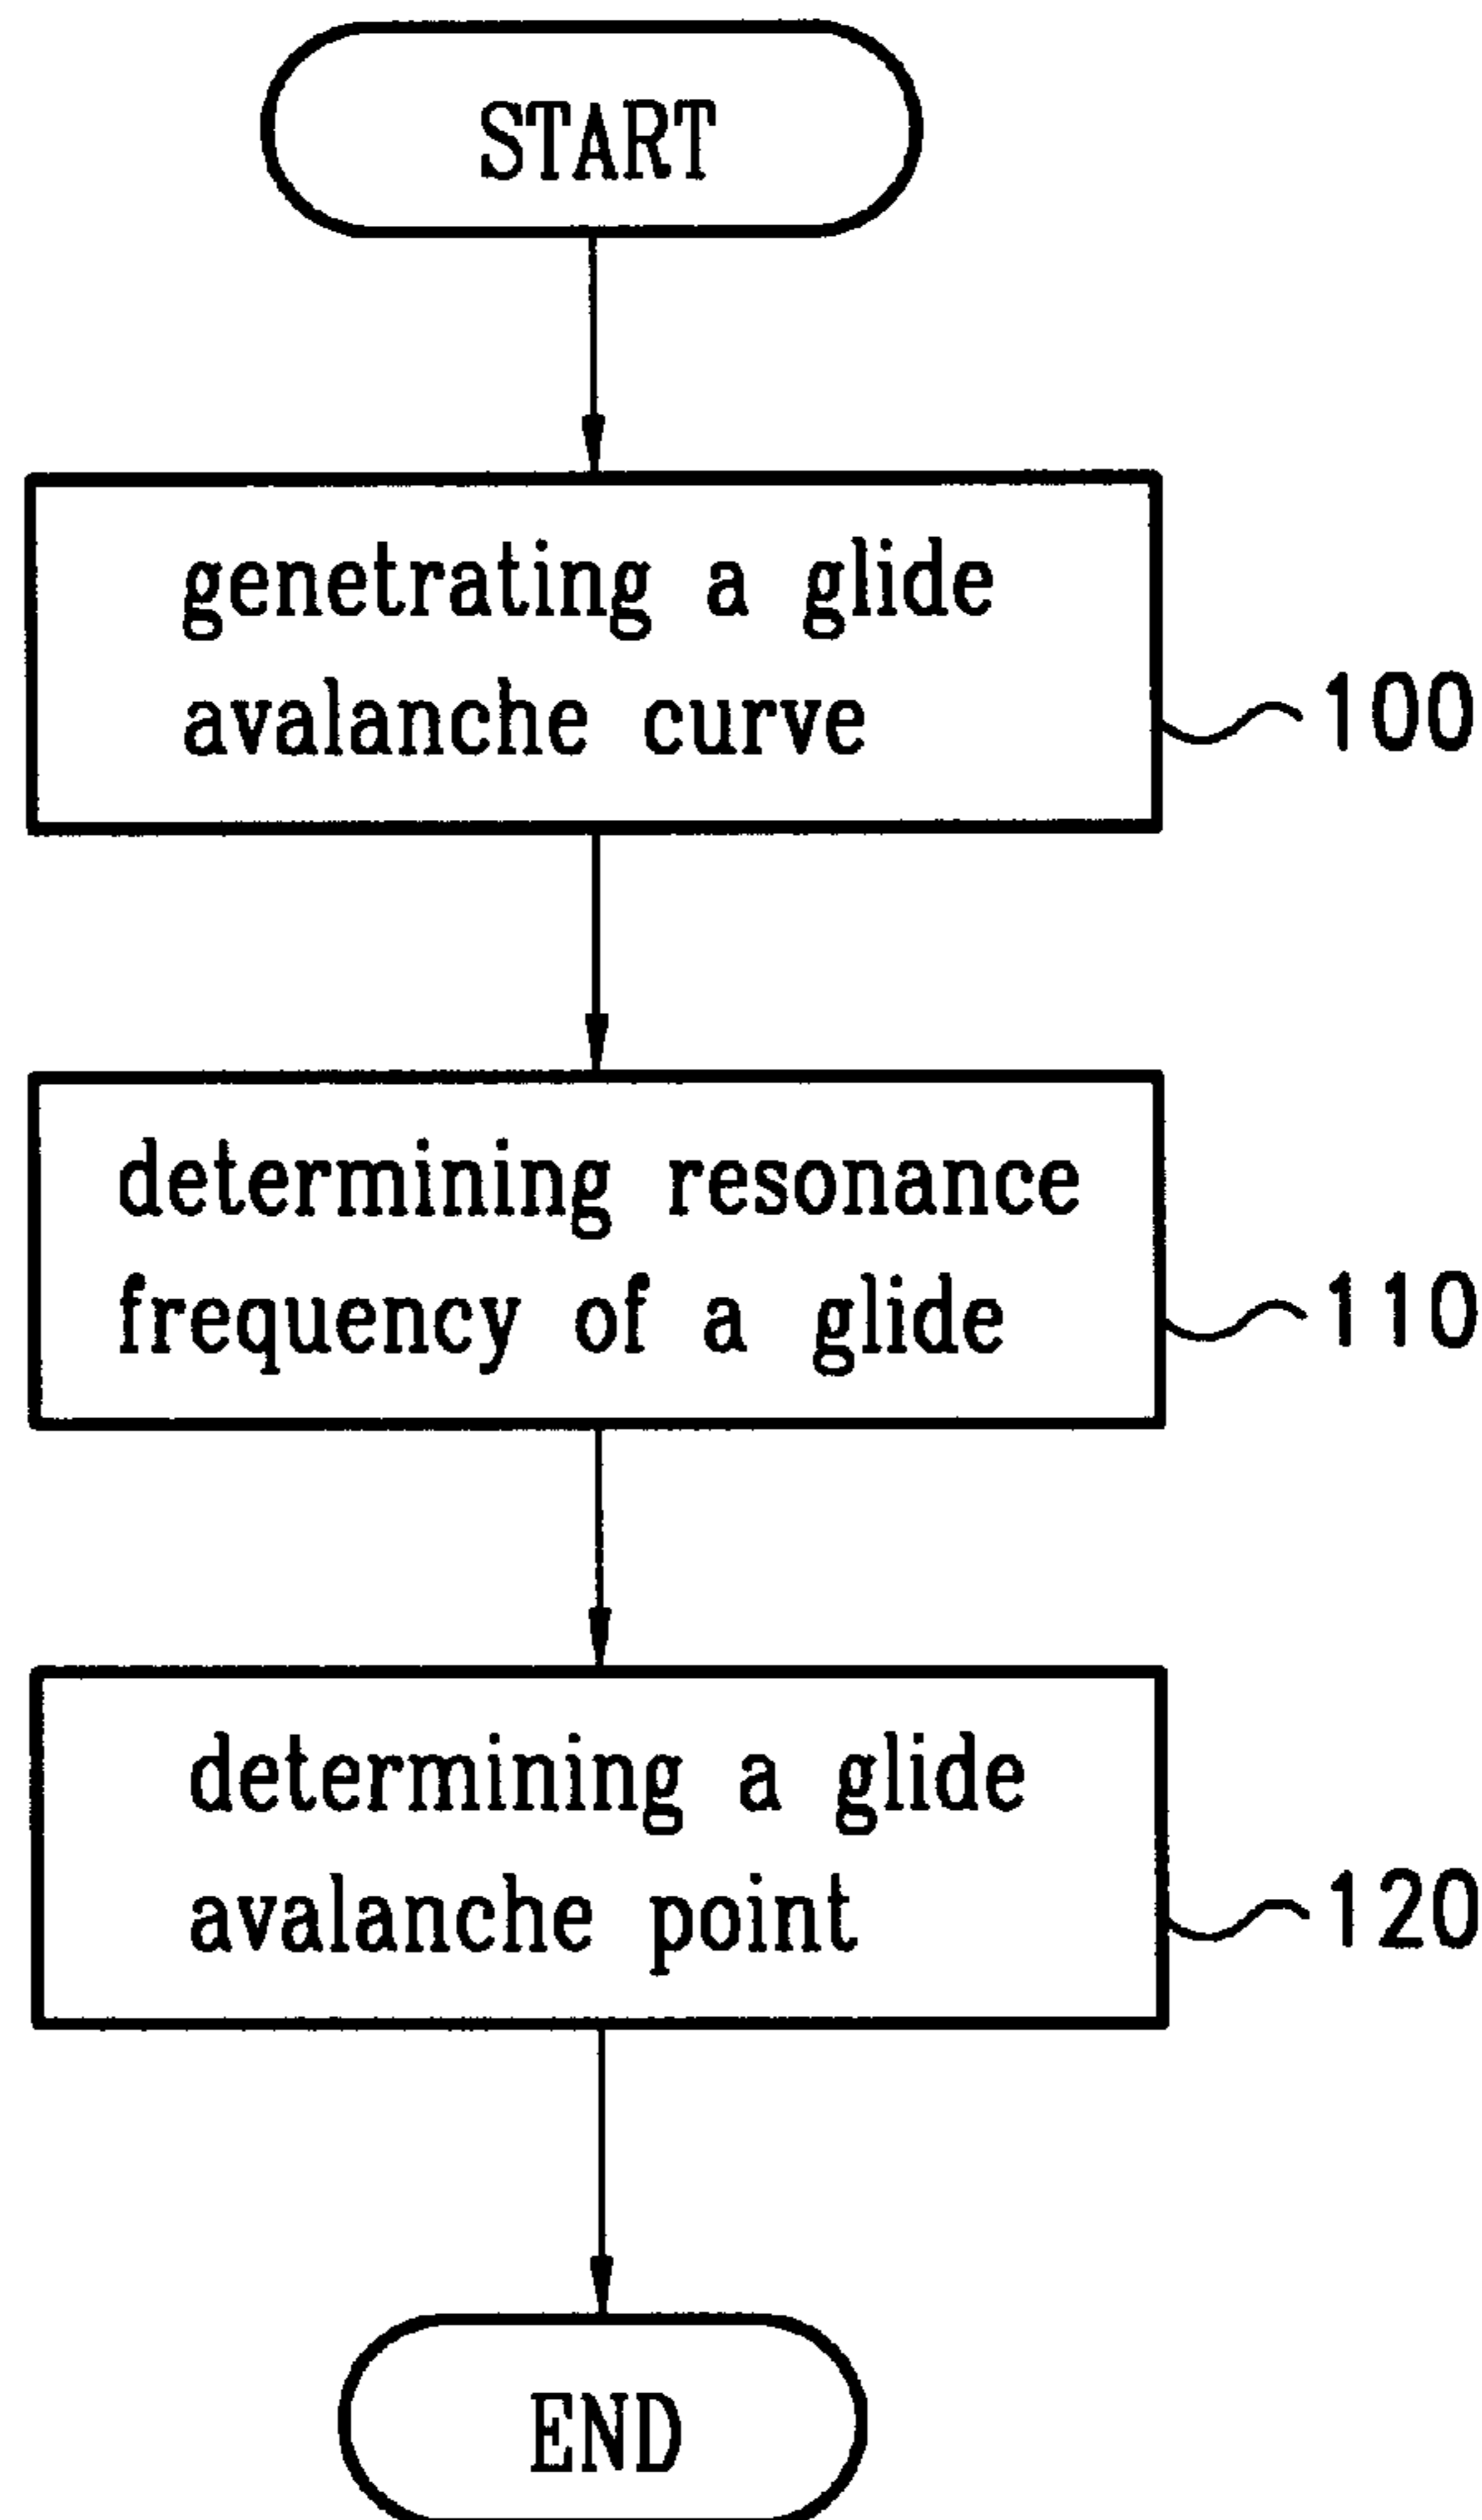 START
genetrating a glide
avalanche curve
100
determining resonance
frequency of a glide
110
determining a glide
avalanche point
120
END